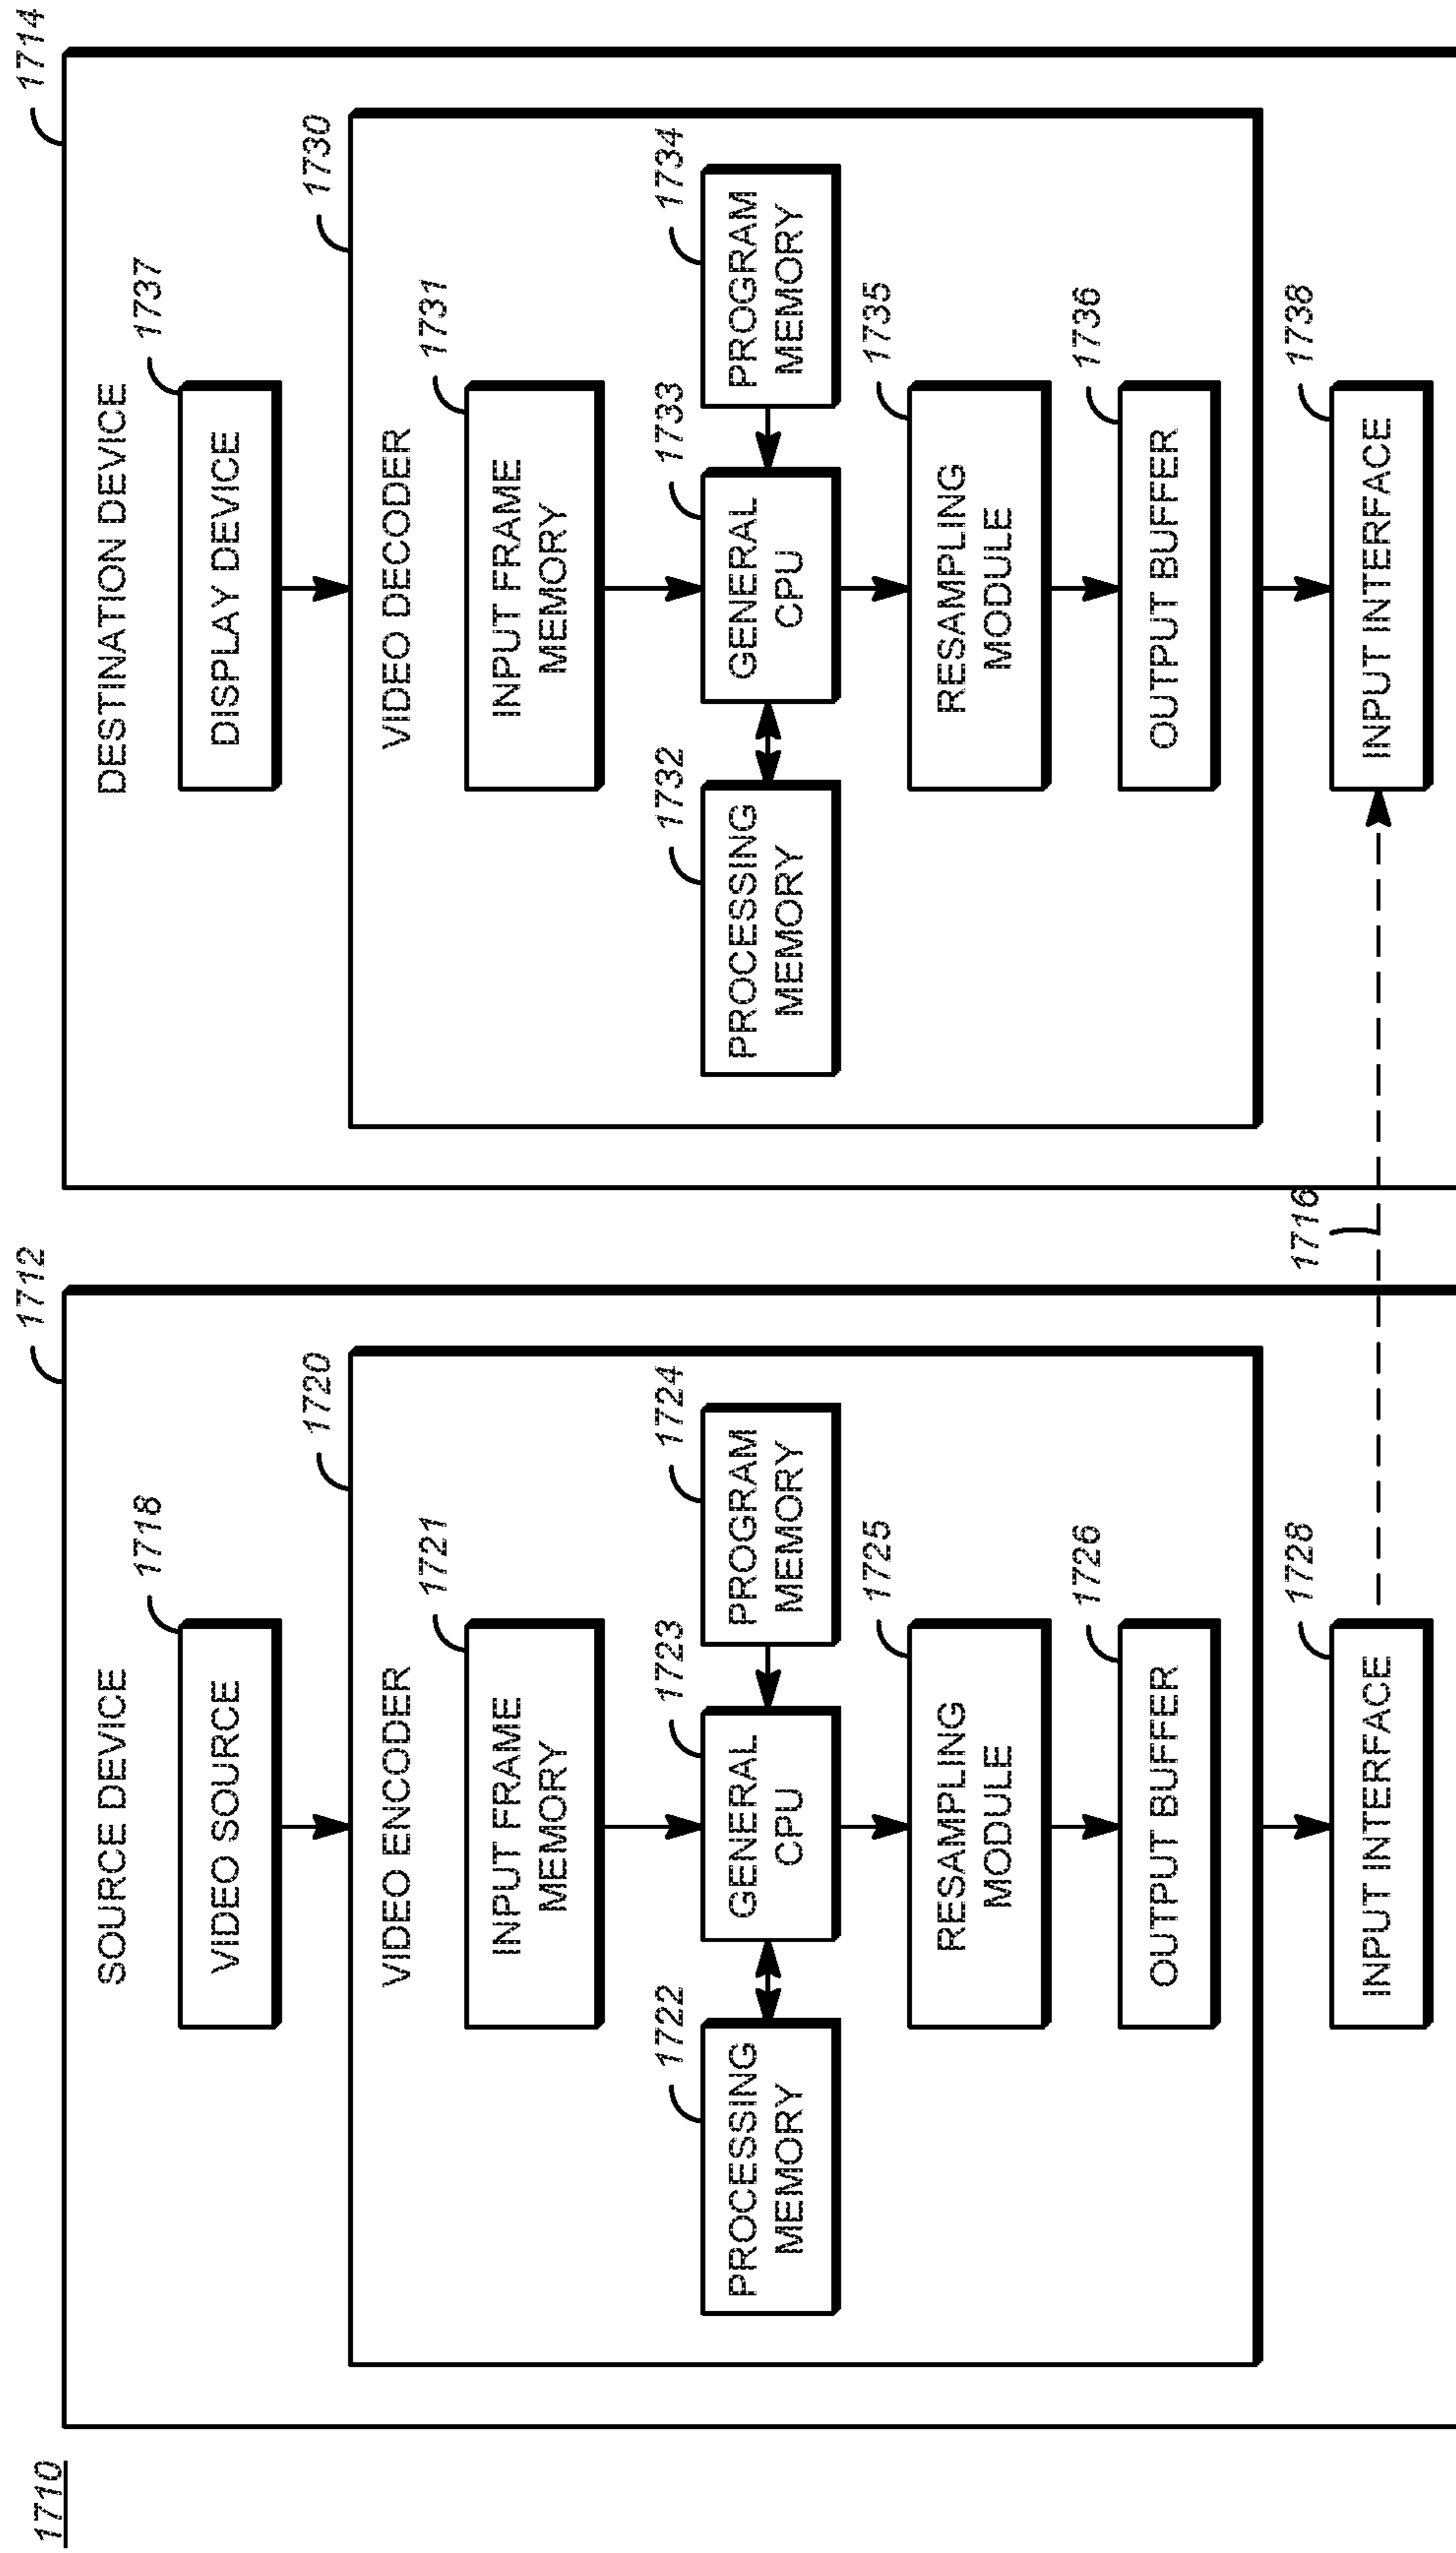 1710
1712
SOURCE DEVICE
1718
VIDEO SOURCE
1720
VIDEO ENCODER
1721
INPUT FRAME
MEMORY
1722
PROCESSING
MEMORY
1723
GENERAL
CPU
1724
PROGRAM
MEMORY
1725
RESAMPLING
MODULE
1726
OUTPUT BUFFER
1728
INPUT INTERFACE
1716
1714
DESTINATION DEVICE
1737
DISPLAY DEVICE
1730
VIDEO DECODER
1731
INPUT FRAME
MEMORY
1732
PROCESSING
MEMORY
1733
GENERAL
CPU
1734
PROGRAM
MEMORY
1735
RESAMPLING
MODULE
1736
OUTPUT BUFFER
1738
INPUT INTERFACE